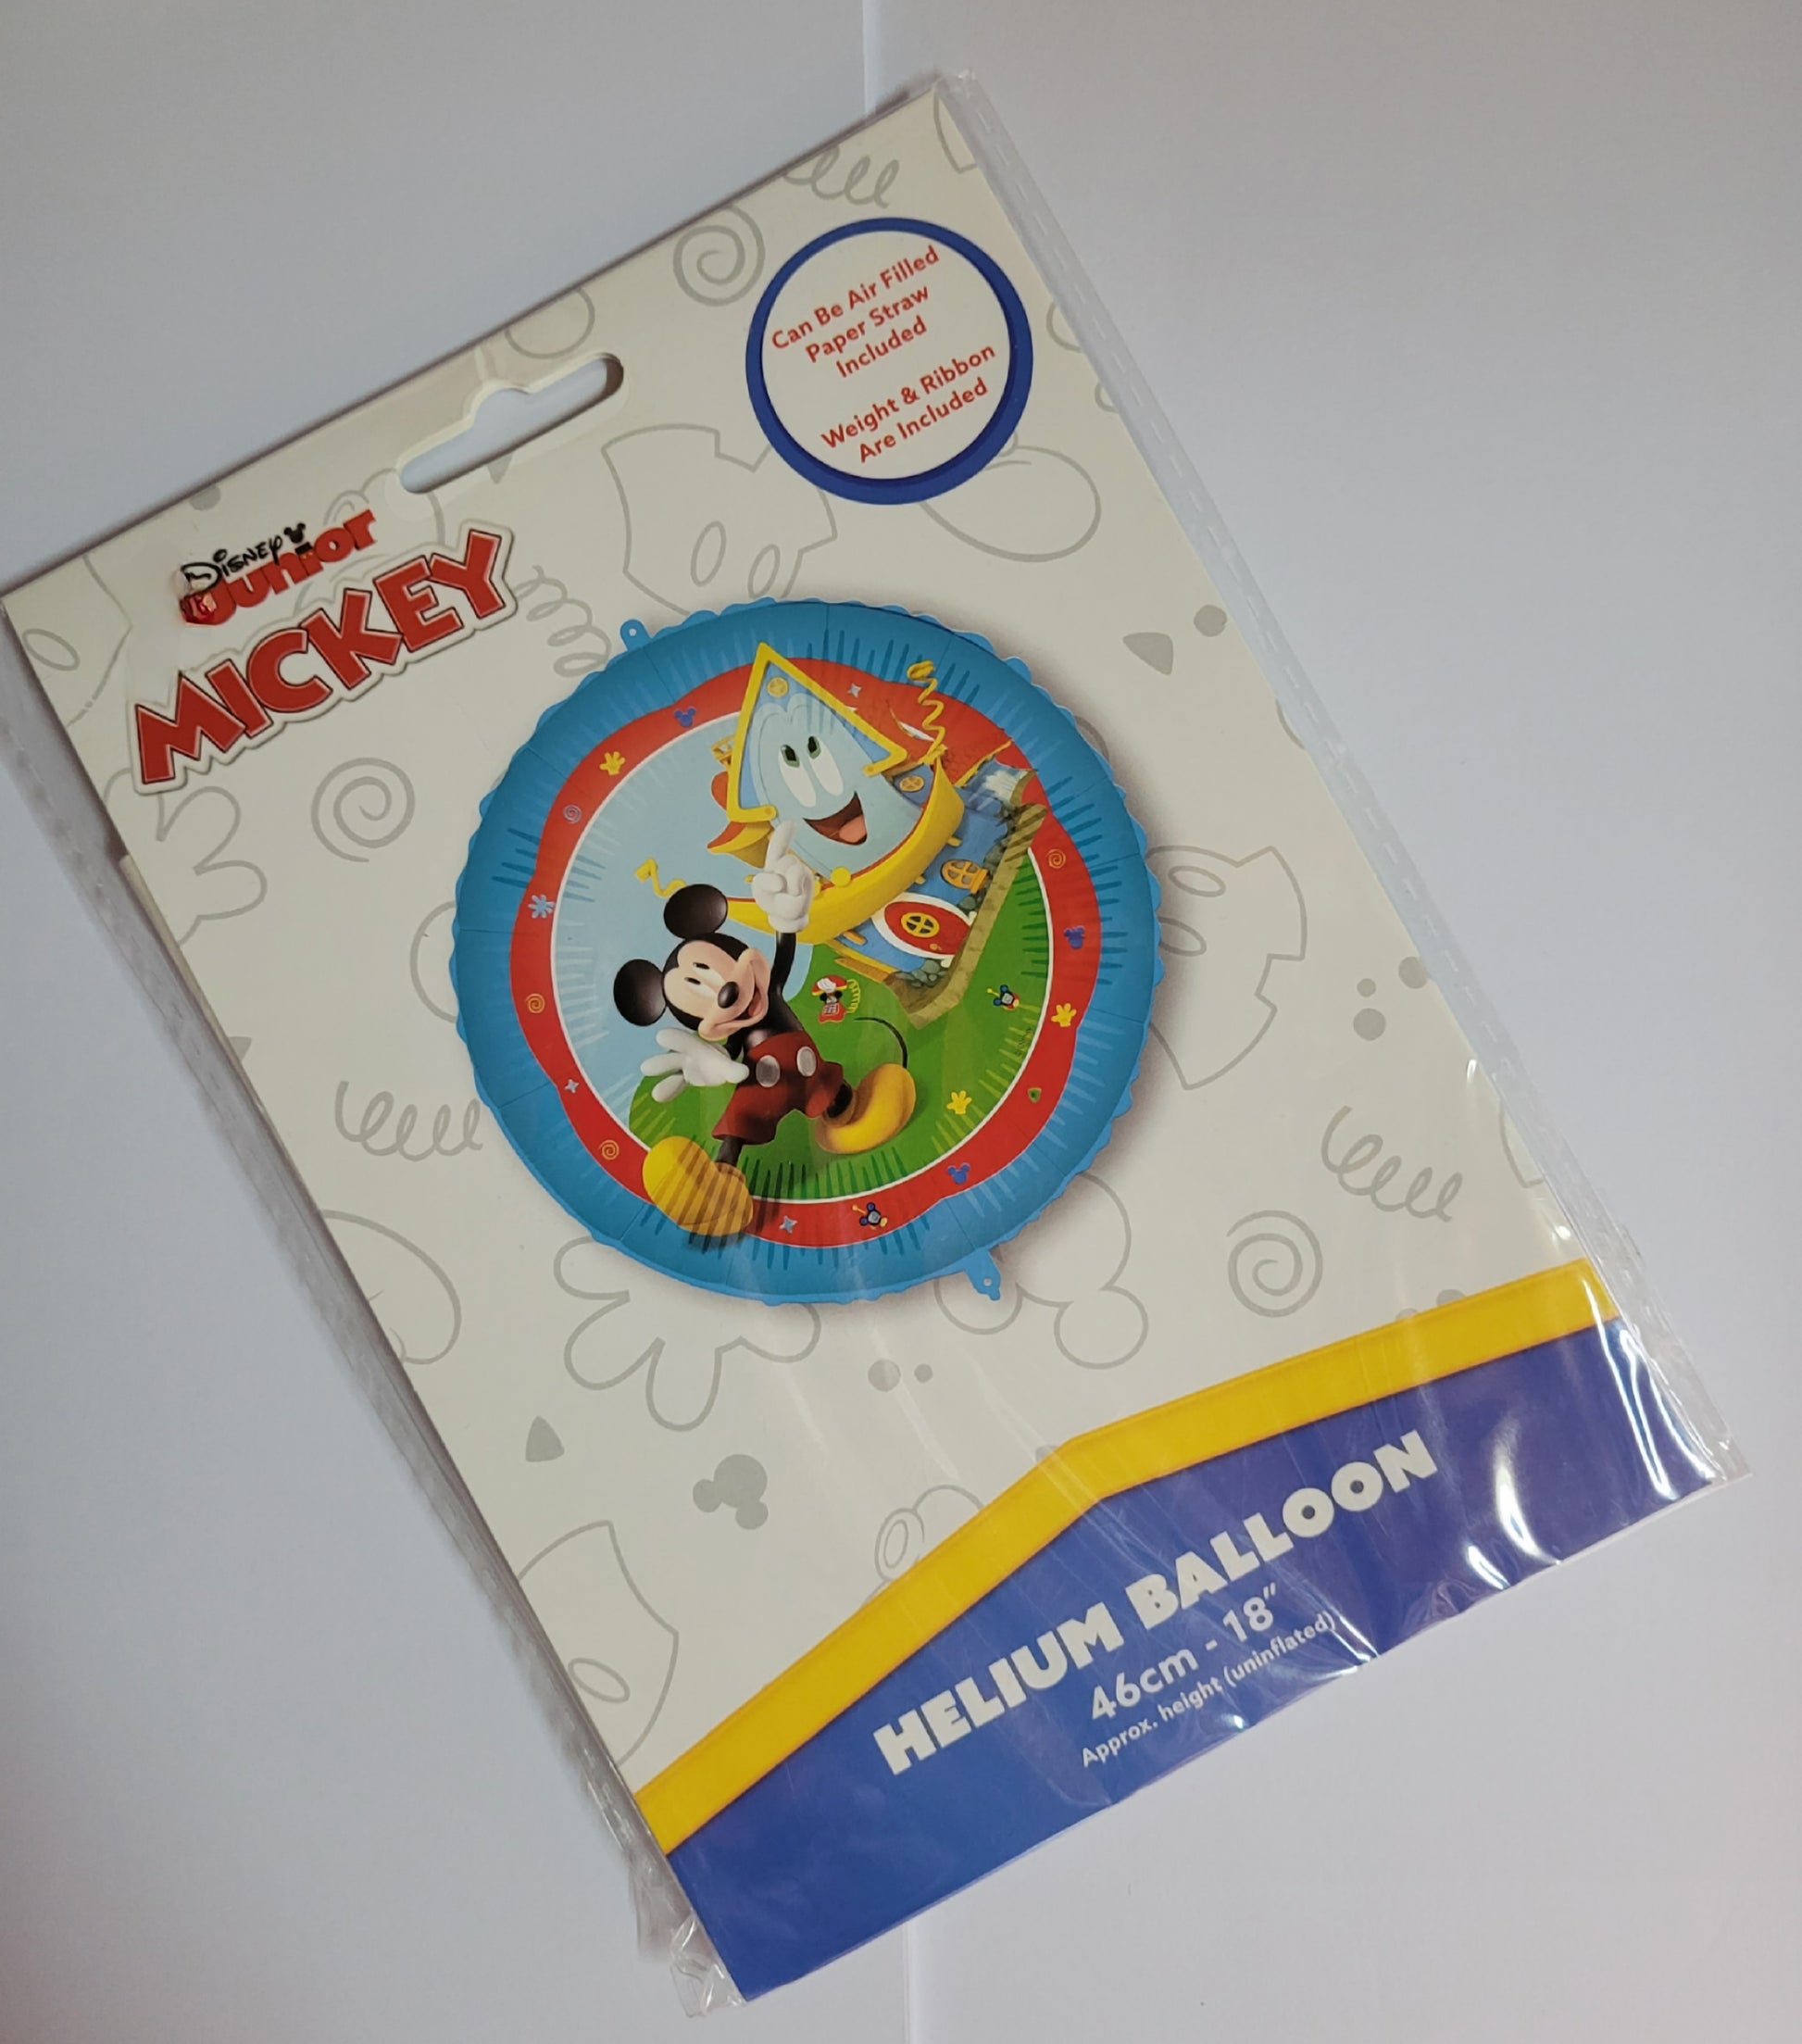 Can Be Air Filled
Paper Straw
Included
Weight & Ribbon
Are Included
Disney
Junior
MICKEY
HELIUM BALLOON
46cm - 18"
Approx. height (uninflated)